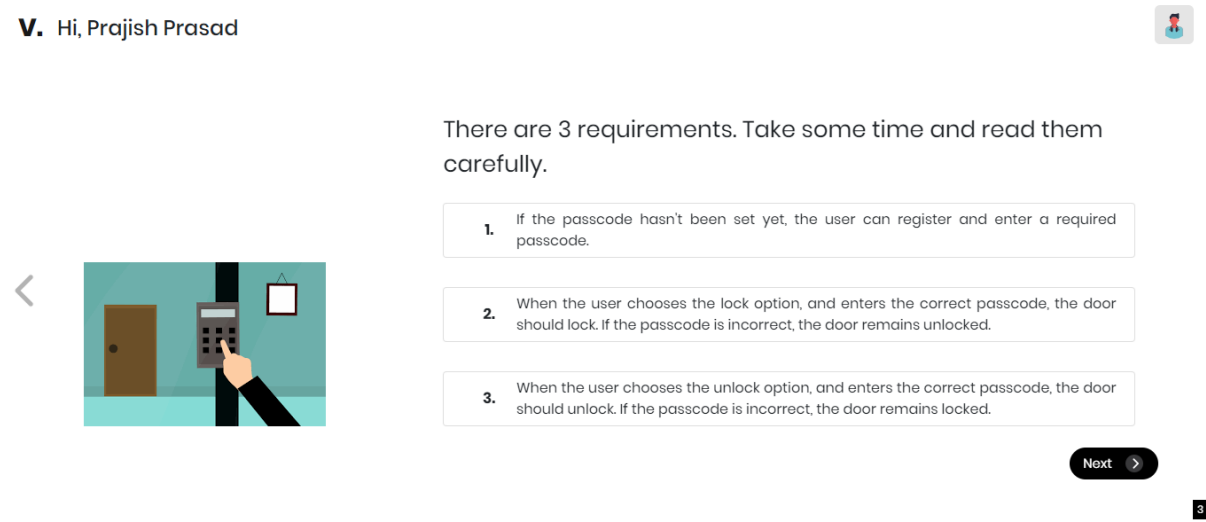 V. Hi, Prajish Prasad
There are 3 requirements. Take some time and read them
carefully.
1. If the passcode hasn't been set yet, the user can register and enter a required
passcode.
2. When the user chooses the lock option, and enters the correct passcode, the door
should lock. If the passcode is incorrect, the door remains unlocked.
3. When the user chooses the unlock option, and enters the correct passcode, the door
should unlock. If the passcode is incorrect, the door remains locked.
Next
3